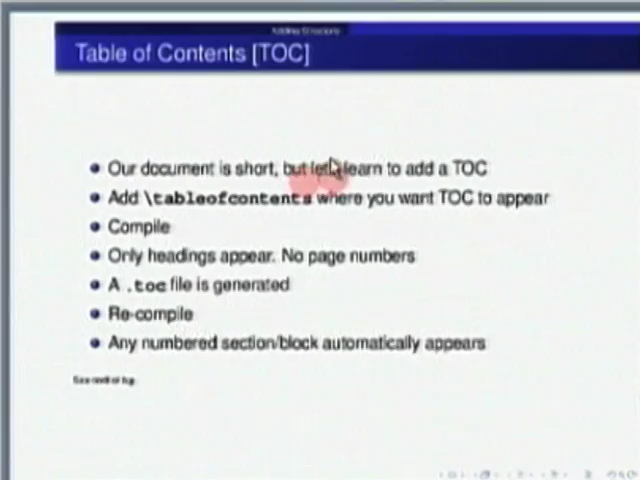 Adding Structure
Table of Contents [TOC]
Our document is short, but let's learn to add a TOC
Add \tableofcontents where you want TOC to appear
Compile
Only headings appear. No page numbers
A .toc file is generated
Re-compile
Any numbered section/block automatically appears